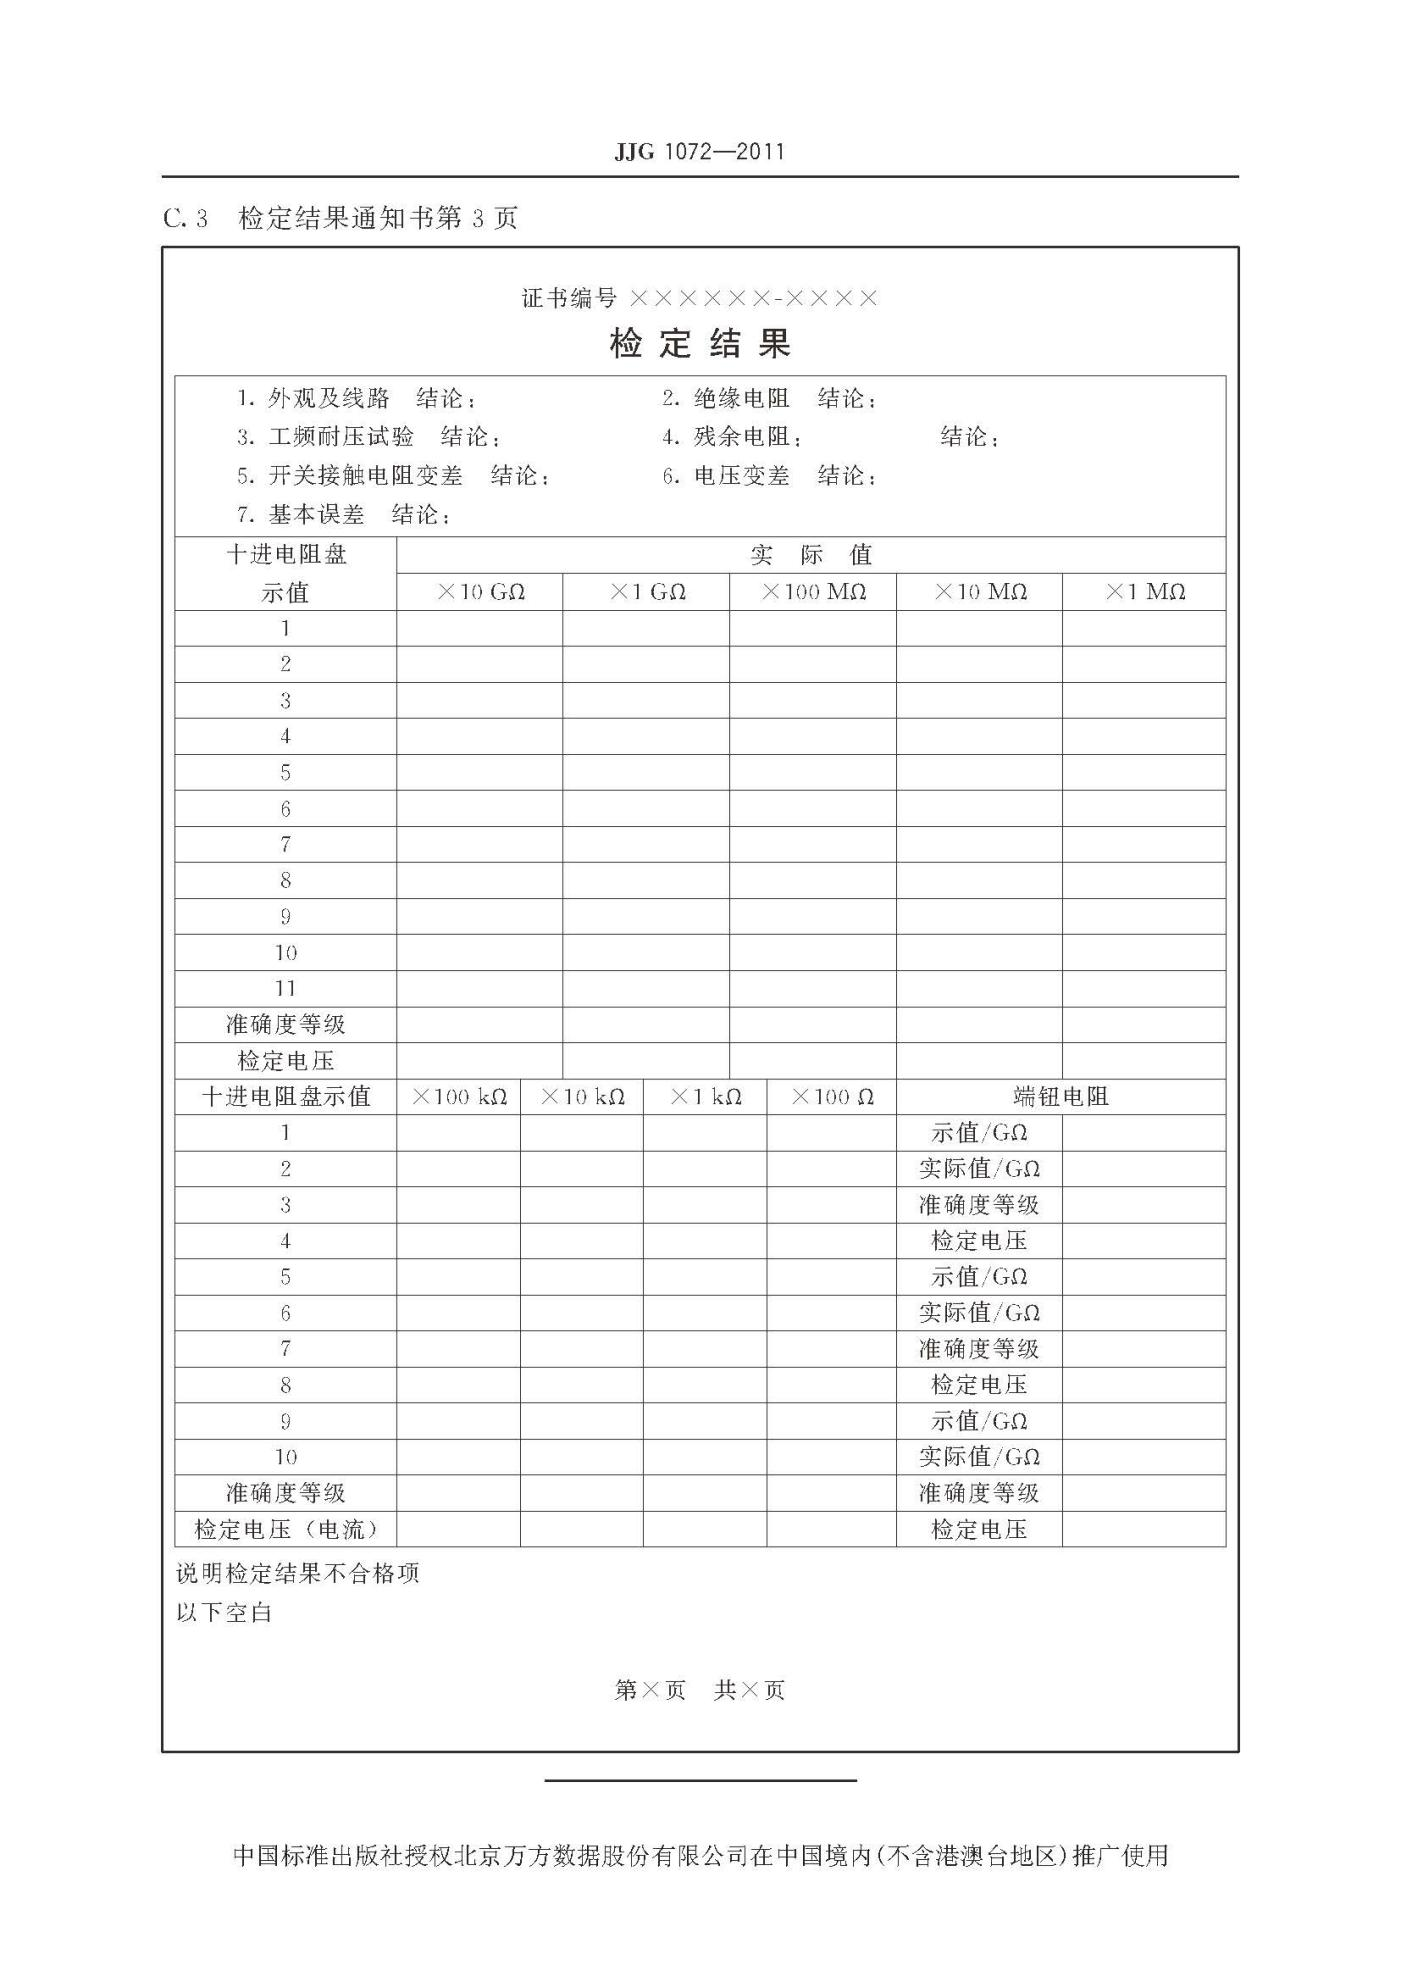 JJG 1072—2011
C.3 检定结果通知书第 3 页
证书编号 ××××××-××××
检 定 结 果
1. 外观及线路 结论: 2. 绝缘电阻 结论:
3. 工频耐压试验 结论: 4. 残余电阻: 结论:
5. 开关接触电阻变差 结论: 6. 电压变差 结论:
7. 基本误差 结论:
十进电阻盘示值 实 际 值
×10 GΩ ×1 GΩ ×100 MΩ ×10 MΩ ×1 MΩ
1
2
3
4
5
6
7
8
9
10
11
准确度等级
检定电压
十进电阻盘示值 ×100 kΩ ×10 kΩ ×1 kΩ ×100 Ω 端钮电阻
1 示值/GΩ
2 实际值/GΩ
3 准确度等级
4 检定电压
5 示值/GΩ
6 实际值/GΩ
7 准确度等级
8 检定电压
9 示值/GΩ
10 实际值/GΩ
准确度等级 准确度等级
检定电压(电流) 检定电压
说明检定结果不合格项
以下空白
第×页 共×页
中国标准出版社授权北京万方数据股份有限公司在中国境内(不含港澳台地区)推广使用